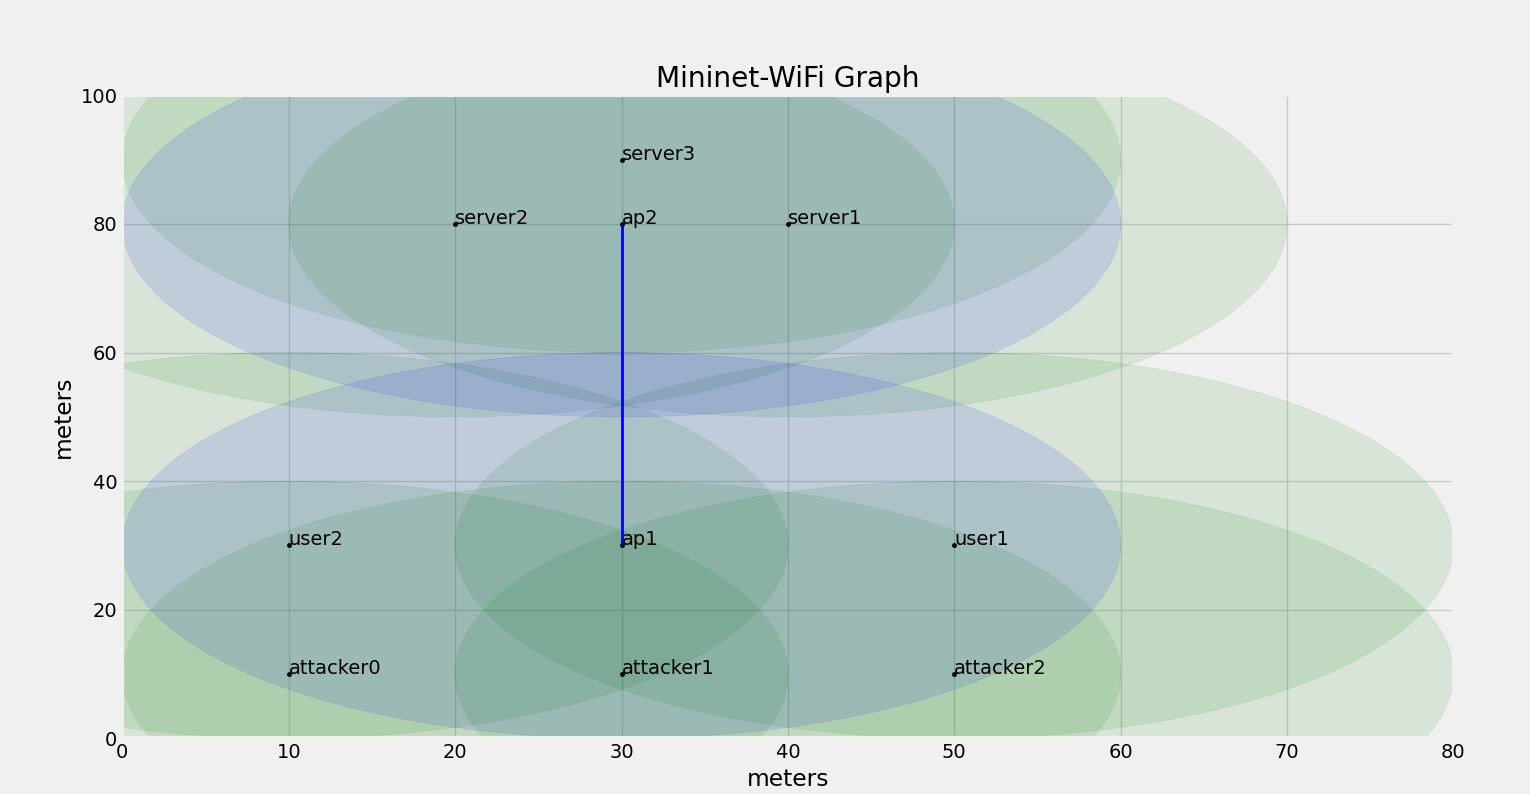 Mininet-WiFi Graph
100
server3
80
server2
ap2
server1
60
meters
40
user2
ap1
user1
20
attacker0
attacker1
attacker2
0
0 10 20 30 40 50 60 70 80
meters